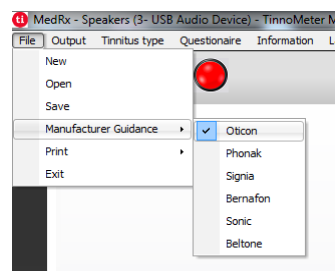 ti MedRx - Speakers (3- USB Audio Device) - TinnoMeter M
File Output Tinnitus type Questionaire Information L
New
Open
Save
Manufacturer Guidance
Print
Exit
Oticon
Phonak
Signia
Bernafon
Sonic
Beltone